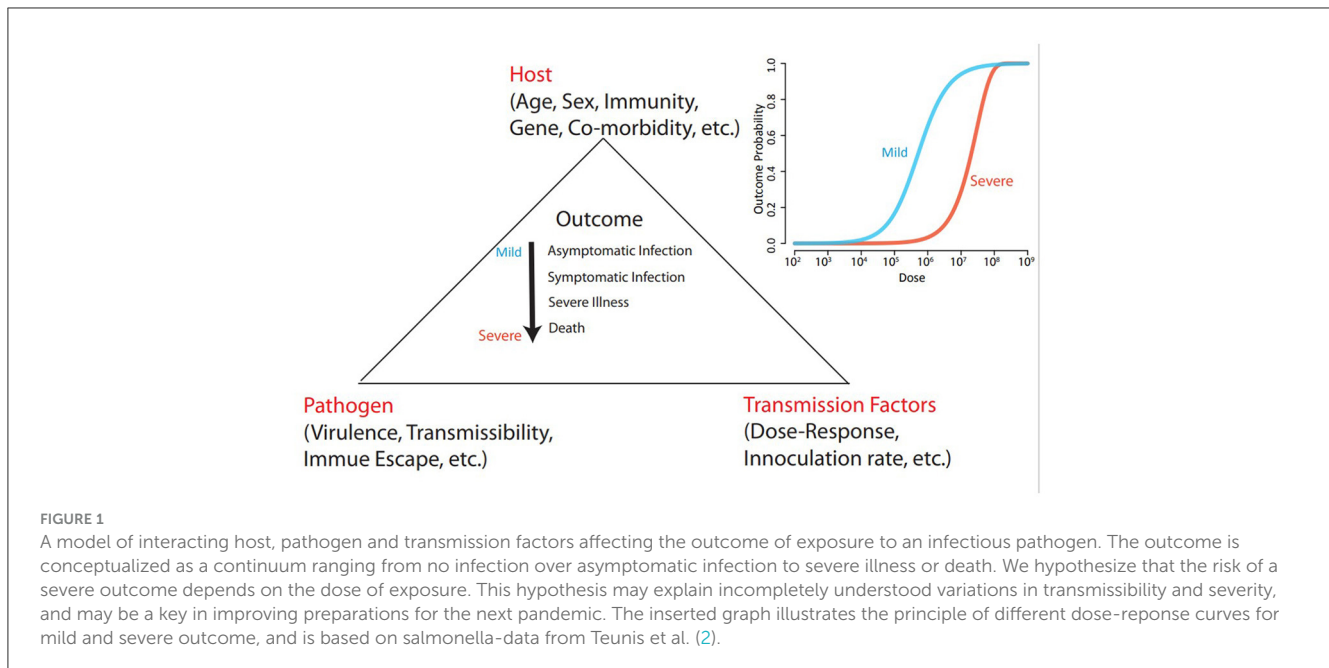 Host
(Age, Sex, Immunity,
Gene, Co-morbidity, etc.)
Outcome
Mild
Asymptomatic Infection
Symptomatic Infection
Severe Illness
Death
Severe
Pathogen
(Virulence, Transmissibility,
Immue Escape, etc.)
Transmission Factors
(Dose-Response,
Innoculation rate, etc.)
Outcome Probability
1.0
0.8
0.6
0.4
0.2
0.0
Mild
Severe
10² 10³ 10⁴ 10⁵ 10⁶ 10⁷ 10⁸ 10⁹
Dose
FIGURE 1
A model of interacting host, pathogen and transmission factors affecting the outcome of exposure to an infectious pathogen. The outcome is
conceptualized as a continuum ranging from no infection over asymptomatic infection to severe illness or death. We hypothesize that the risk of a
severe outcome depends on the dose of exposure. This hypothesis may explain incompletely understood variations in transmissibility and severity,
and may be a key in improving preparations for the next pandemic. The inserted graph illustrates the principle of different dose-reponse curves for
mild and severe outcome, and is based on salmonella-data from Teunis et al. (2).